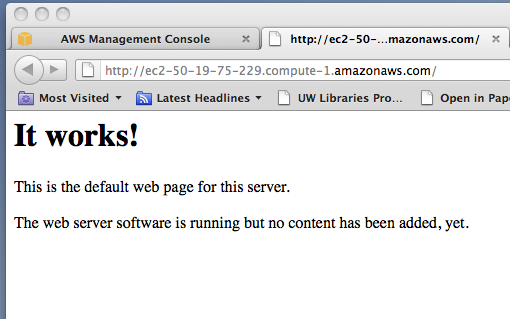 AWS Management Console
http://ec2-50-...mazonaws.com/
http://ec2-50-19-75-229.compute-1.amazonaws.com/
Most Visited
Latest Headlines
UW Libraries Pro...
Open in Pape
It works!
This is the default web page for this server.
The web server software is running but no content has been added, yet.